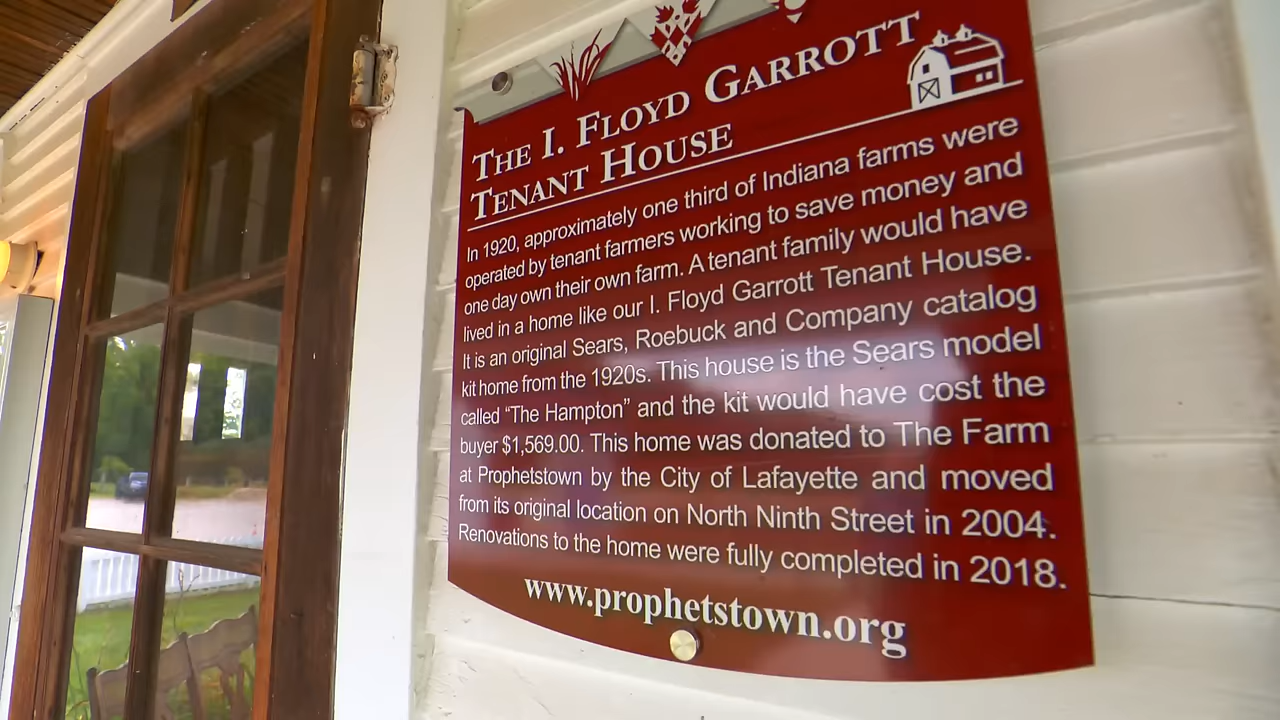 THE I. FLOYD GARROTT
TENANT HOUSE
In 1920, approximately one third of Indiana farms were
operated by tenant farmers working to save money and
one day own their own farm. A tenant family would have
lived in a home like our I. Floyd Garrott Tenant House.
It is an original Sears, Roebuck and Company catalog
kit home from the 1920s. This house is the Sears model
called “The Hampton” and the kit would have cost the
buyer $1,569.00. This home was donated to The Farm
at Prophetstown by the City of Lafayette and moved
from its original location on North Ninth Street in 2004.
Renovations to the home were fully completed in 2018.
www.prophetstown.org